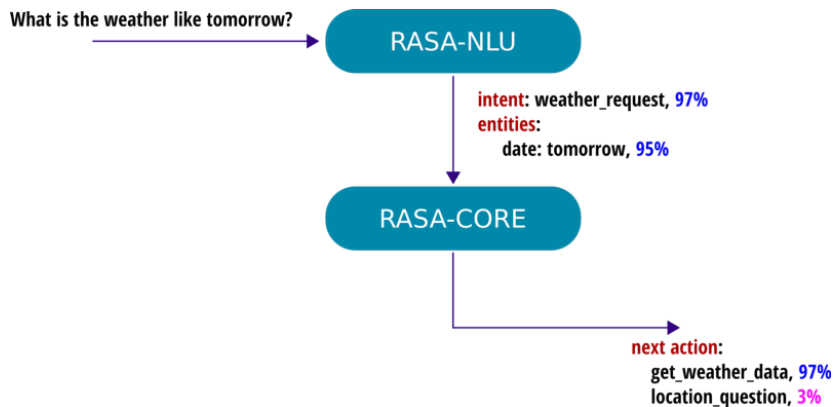 What is the weather like tomorrow?
RASA-NLU
intent: weather_request, 97%
entities:
date: tomorrow, 95%
RASA-CORE
next action:
get_weather_data, 97%
location_question, 3%